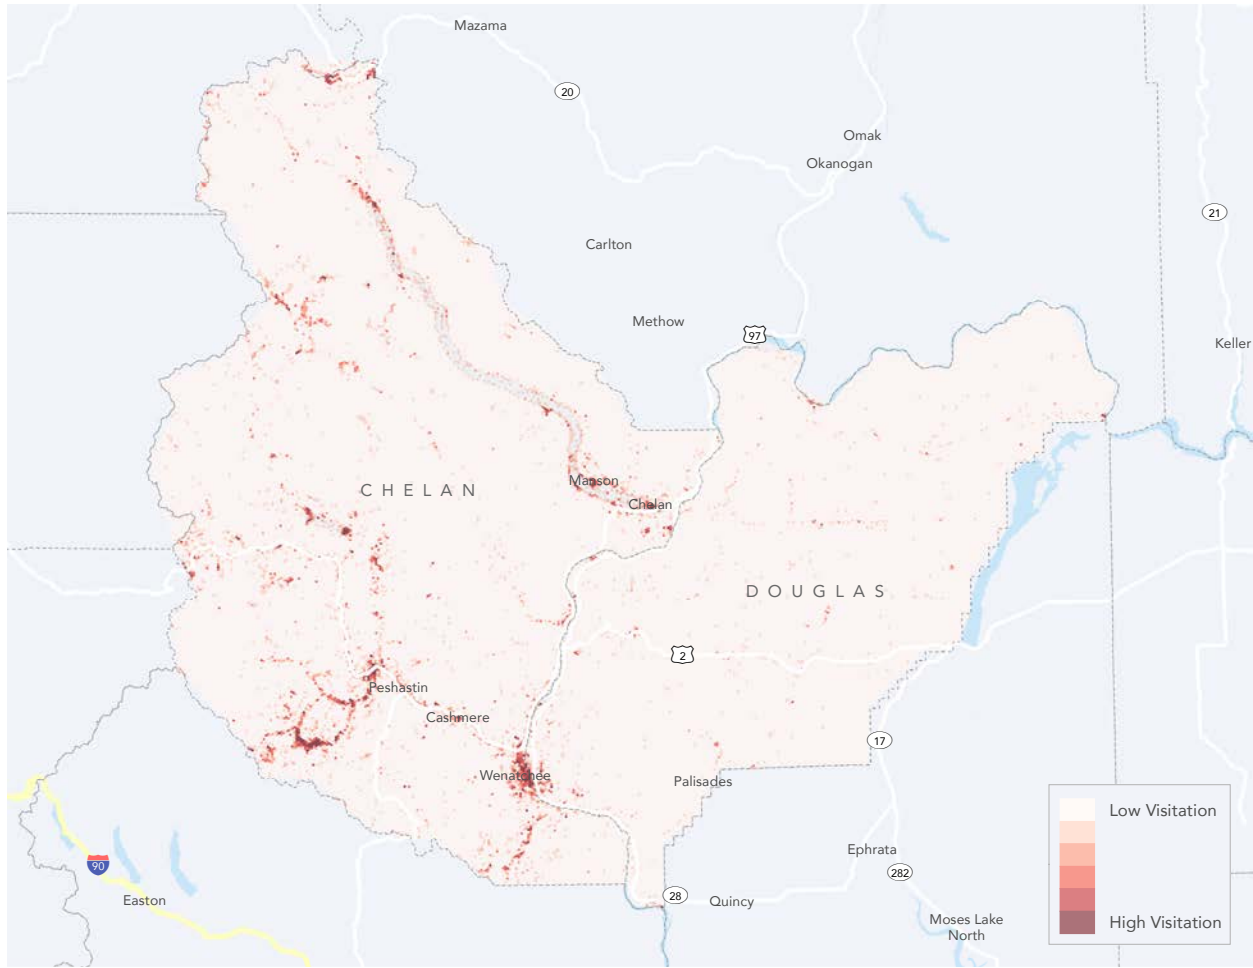 Mazama
20
Omak
Okanogan
21
Carlton
Methow
97
Keller
CHELAN
Manson
Chelan
DOUGLAS
2
Peshastin
Cashmere
17
Wenatchee
Palisades
Low Visitation
Ephrata
90
282
Easton
28
Quincy
High Visitation
Moses Lake
North